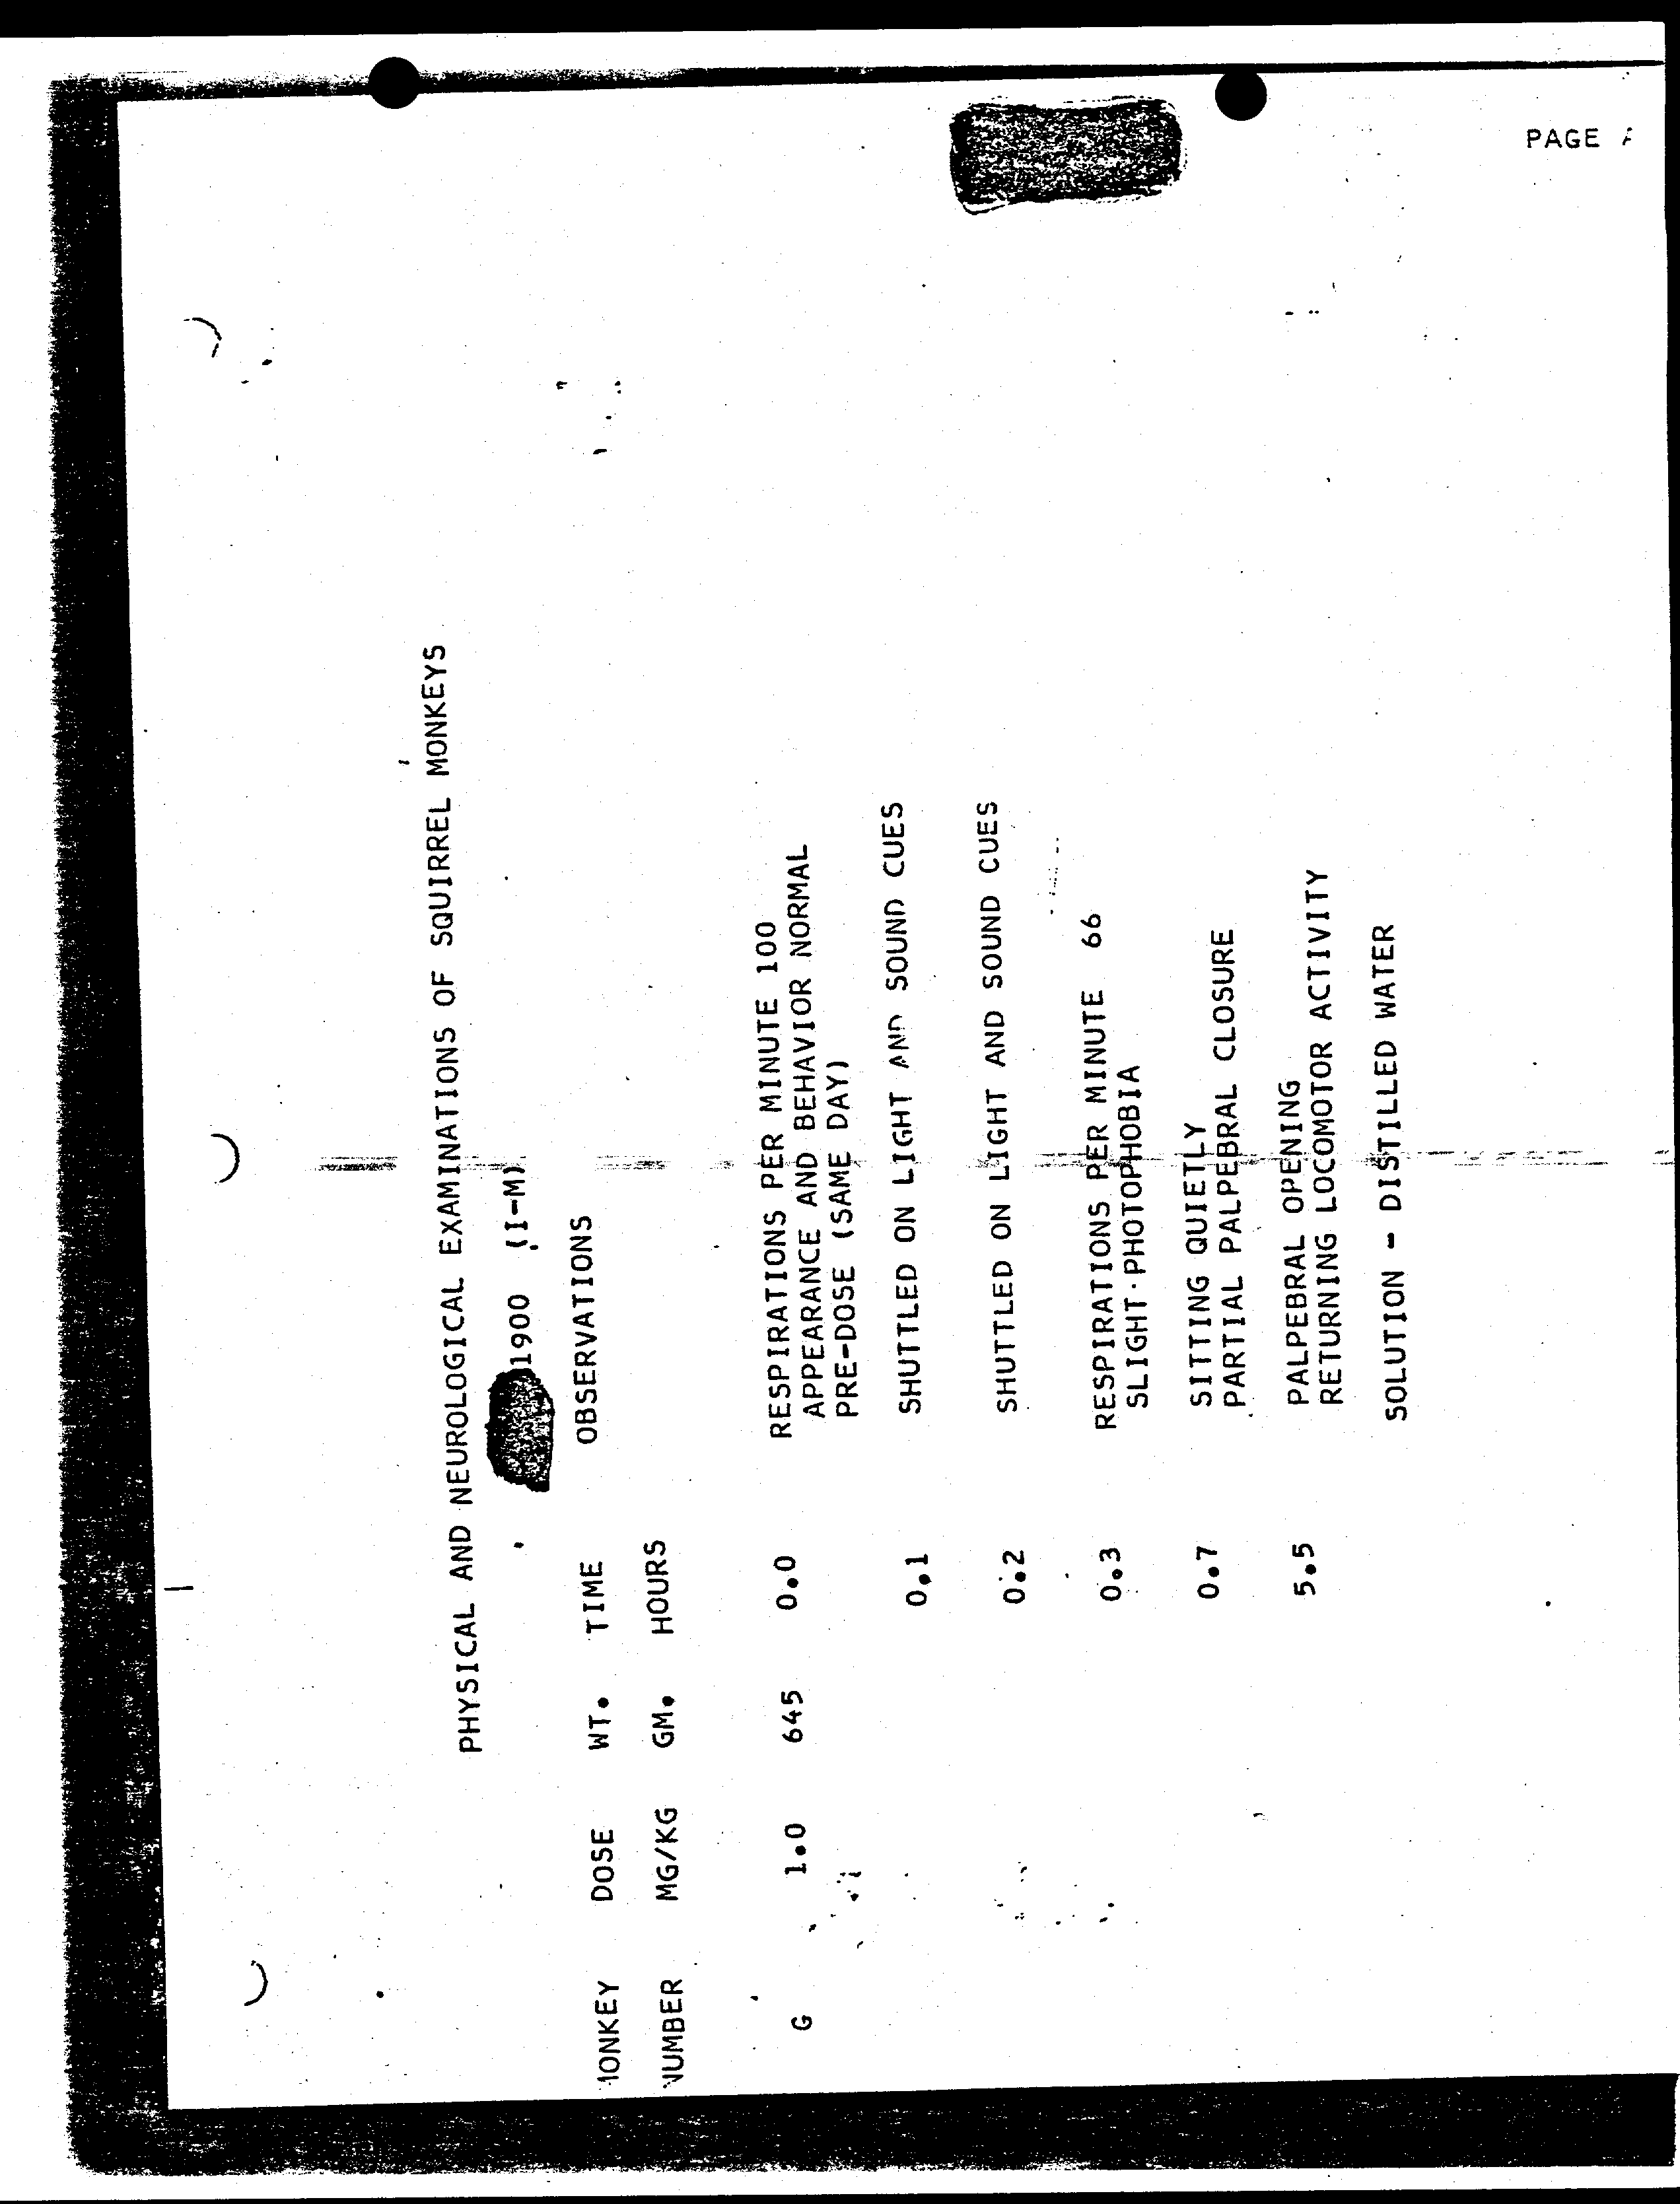 PAGE
PHYSICAL AND NEUROLOGICAL EXAMINATIONS OF SQUIRREL MONKEYS
1900 (I-M)
MONKEY DOSE WT. TIME OBSERVATIONS
NUMBER MG/KG GM. HOURS
G 1.0 645 0.0 RESPIRATIONS PER MINUTE 100
APPEARANCE AND BEHAVIOR NORMAL
PRE-DOSE (SAME DAY)
0.1 SHUTTLED ON LIGHT AND SOUND CUES
0.2 SHUTTLED ON LIGHT AND SOUND CUES
0.3 RESPIRATIONS PER MINUTE 66
SLIGHT PHOTOPHOBIA
0.7 SITTING QUIETLY
PARTIAL PALPEBRAL CLOSURE
5.5 PALPEBRAL OPENING
RETURNING LOCOMOTOR ACTIVITY
SOLUTION - DISTILLED WATER